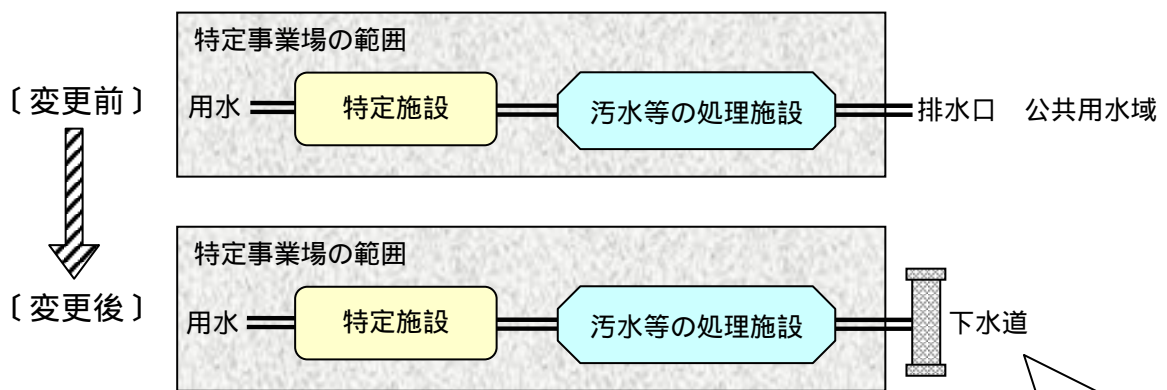 特定事業場の範囲
〔変更前〕 用水 特定施設 汚水等の処理施設 排水口 公共用水域
特定事業場の範囲
〔変更後〕 用水 特定施設 汚水等の処理施設 下水道